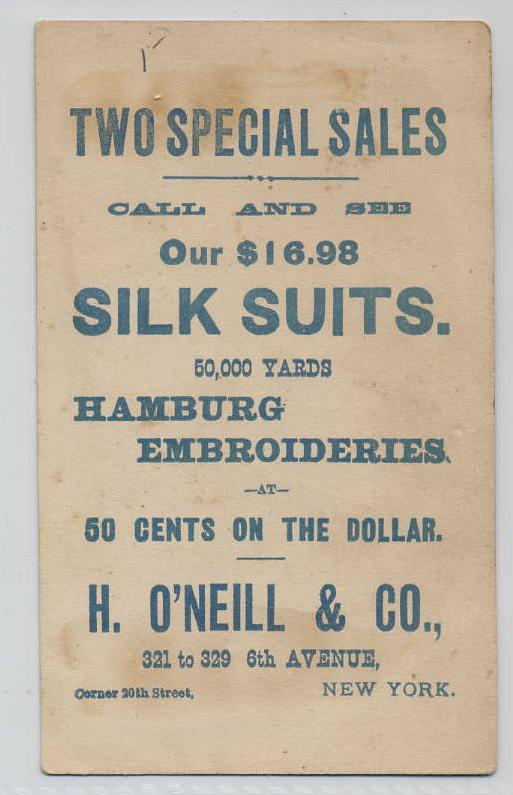 TWO SPECIAL SALES
CALL AND SEE
Our $16.98
SILK SUITS.
50,000 YARDS
HAMBURG
EMBROIDERIES.
—AT—
50 CENTS ON THE DOLLAR.
H. O'NEILL & CO.,
321 to 329 6th AVENUE,
Corner 20th Street, NEW YORK.